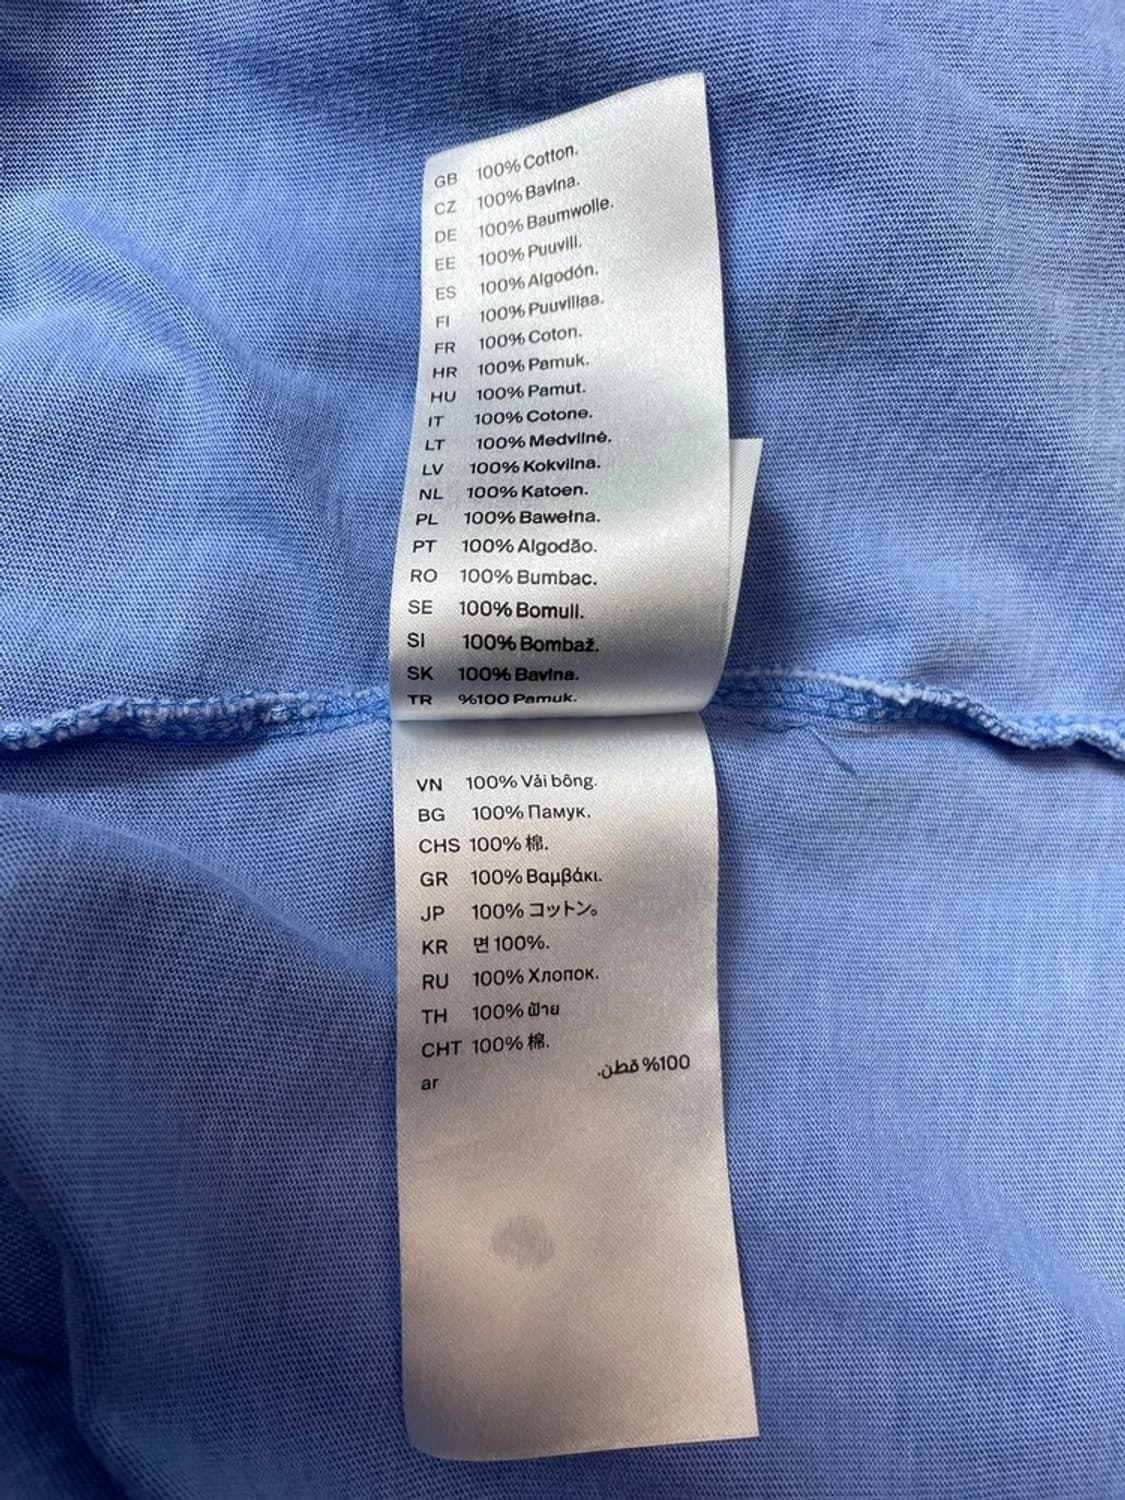 GB 100% Cotton.
CZ 100% Bavlna.
DE 100% Baumwolle.
EE 100% Puuvill.
ES 100% Algodón.
FI 100% Puuvillaa.
FR 100% Coton.
HR 100% Pamuk.
HU 100% Pamut.
IT 100% Cotone.
LT 100% Medvilnė.
LV 100% Kokvilna.
NL 100% Katoen.
PL 100% Bawełna.
PT 100% Algodão.
RO 100% Bumbac.
SE 100% Bomull.
SI 100% Bombaž.
SK 100% Bavlna.
TR %100 Pamuk.
VN 100% Vải bông.
BG 100% Памук.
CHS 100% 棉.
GR 100% Βαμβάκι.
JP 100% コットン。
KR 면 100%.
RU 100% Хлопок.
TH 100% ฝ้าย
CHT 100% 棉.
ar 100% قطن.